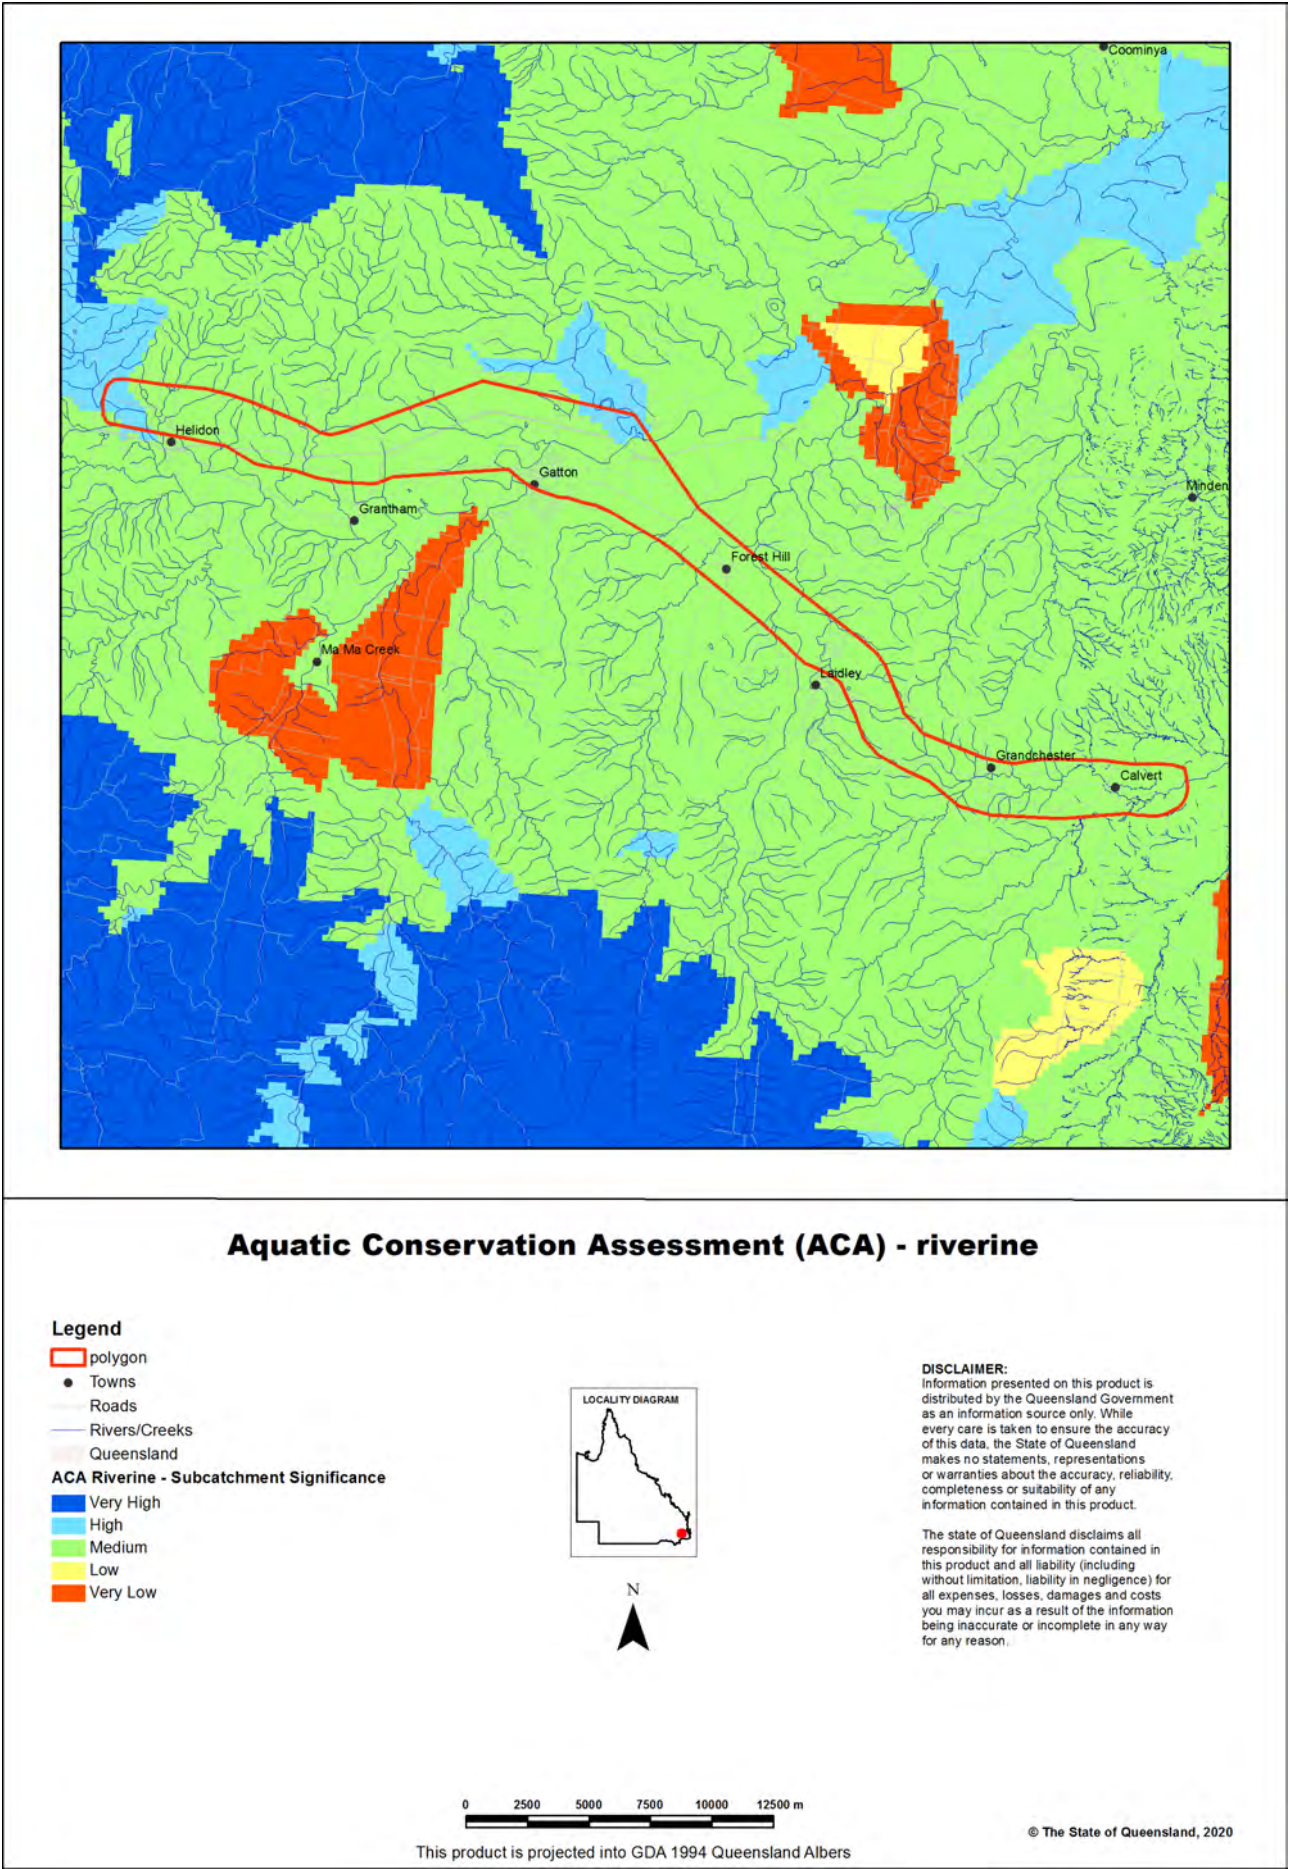 Coominya
Minden
Helidon
Gatton
Grantham
Forest Hill
Ma Ma Creek
Laidley
Grandchester
Calvert
Aquatic Conservation Assessment (ACA) - riverine
Legend
polygon
Towns
Roads
Rivers/Creeks
Queensland
ACA Riverine - Subcatchment Significance
Very High
High
Medium
Low
Very Low
LOCALITY DIAGRAM
N
DISCLAIMER:
Information presented on this product is
distributed by the Queensland Government
as an information source only. While
every care is taken to ensure the accuracy
of this data, the State of Queensland
makes no statements, representations
or warranties about the accuracy, reliability,
completeness or suitability of any
information contained in this product.
The state of Queensland disclaims all
responsibility for information contained in
this product and all liability (including
without limitation, liability in negligence) for
all expenses, losses, damages and costs
you may incur as a result of the information
being inaccurate or incomplete in any way
for any reason.
0 2500 5000 7500 10000 12500 m
This product is projected into GDA 1994 Queensland Albers
© The State of Queensland, 2020